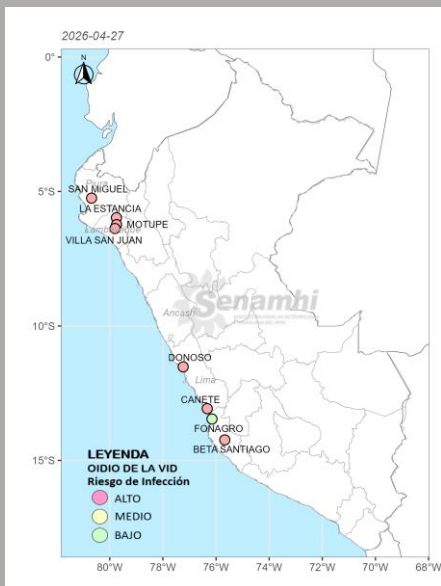 2026-04-27
N
0°
5°S
10°S
15°S
Piura
SAN MIGUEL
LA ESTANCIA
MOTUPE
Lambayeque
VILLA SAN JUAN
Senamhi
Ancash
DONOSO
Lima
CAÑETE
FONAGRO
BETA SANTIAGO
LEYENDA
OIDIO DE LA VID
Riesgo de Infección
ALTO
MEDIO
BAJO
80°W 78°W 76°W 74°W 72°W 70°W 68°W